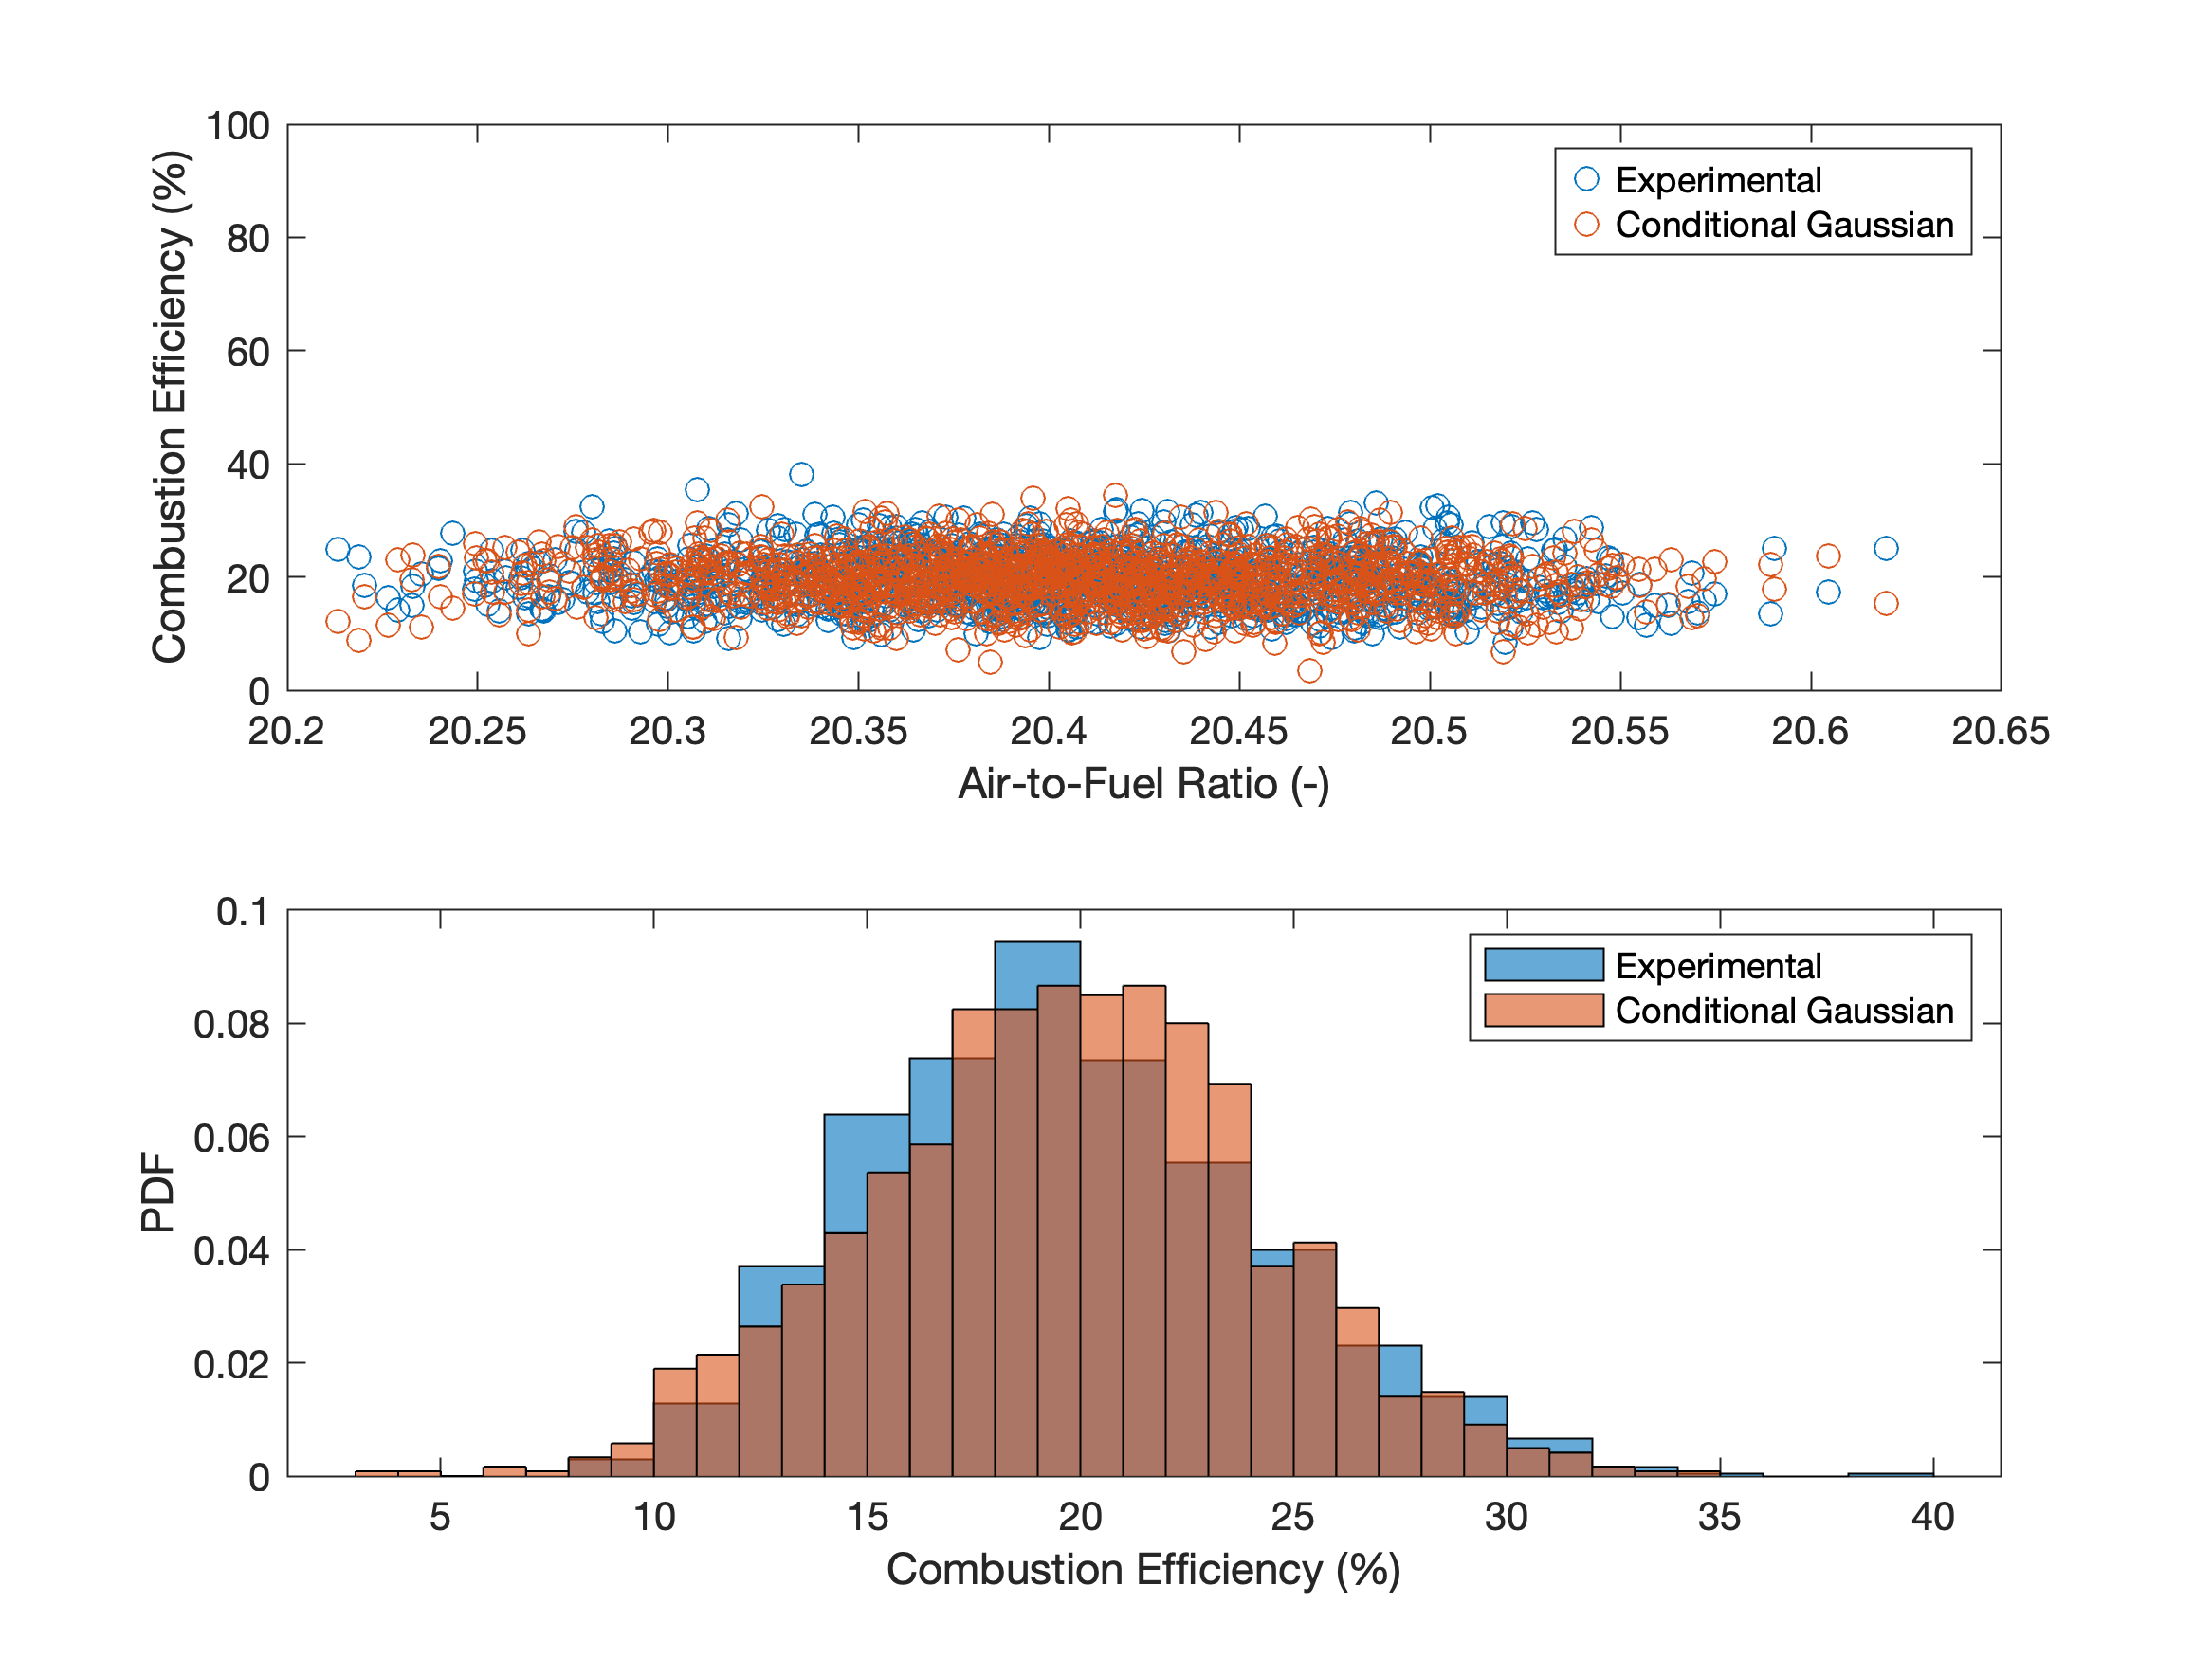 100
80
60
40
20
0
Combustion Efficiency (%)
Experimental
Conditional Gaussian
20.2 20.25 20.3 20.35 20.4 20.45 20.5 20.55 20.6 20.65
Air-to-Fuel Ratio (-)
0.1
0.08
0.06
0.04
0.02
0
PDF
Experimental
Conditional Gaussian
5 10 15 20 25 30 35 40
Combustion Efficiency (%)